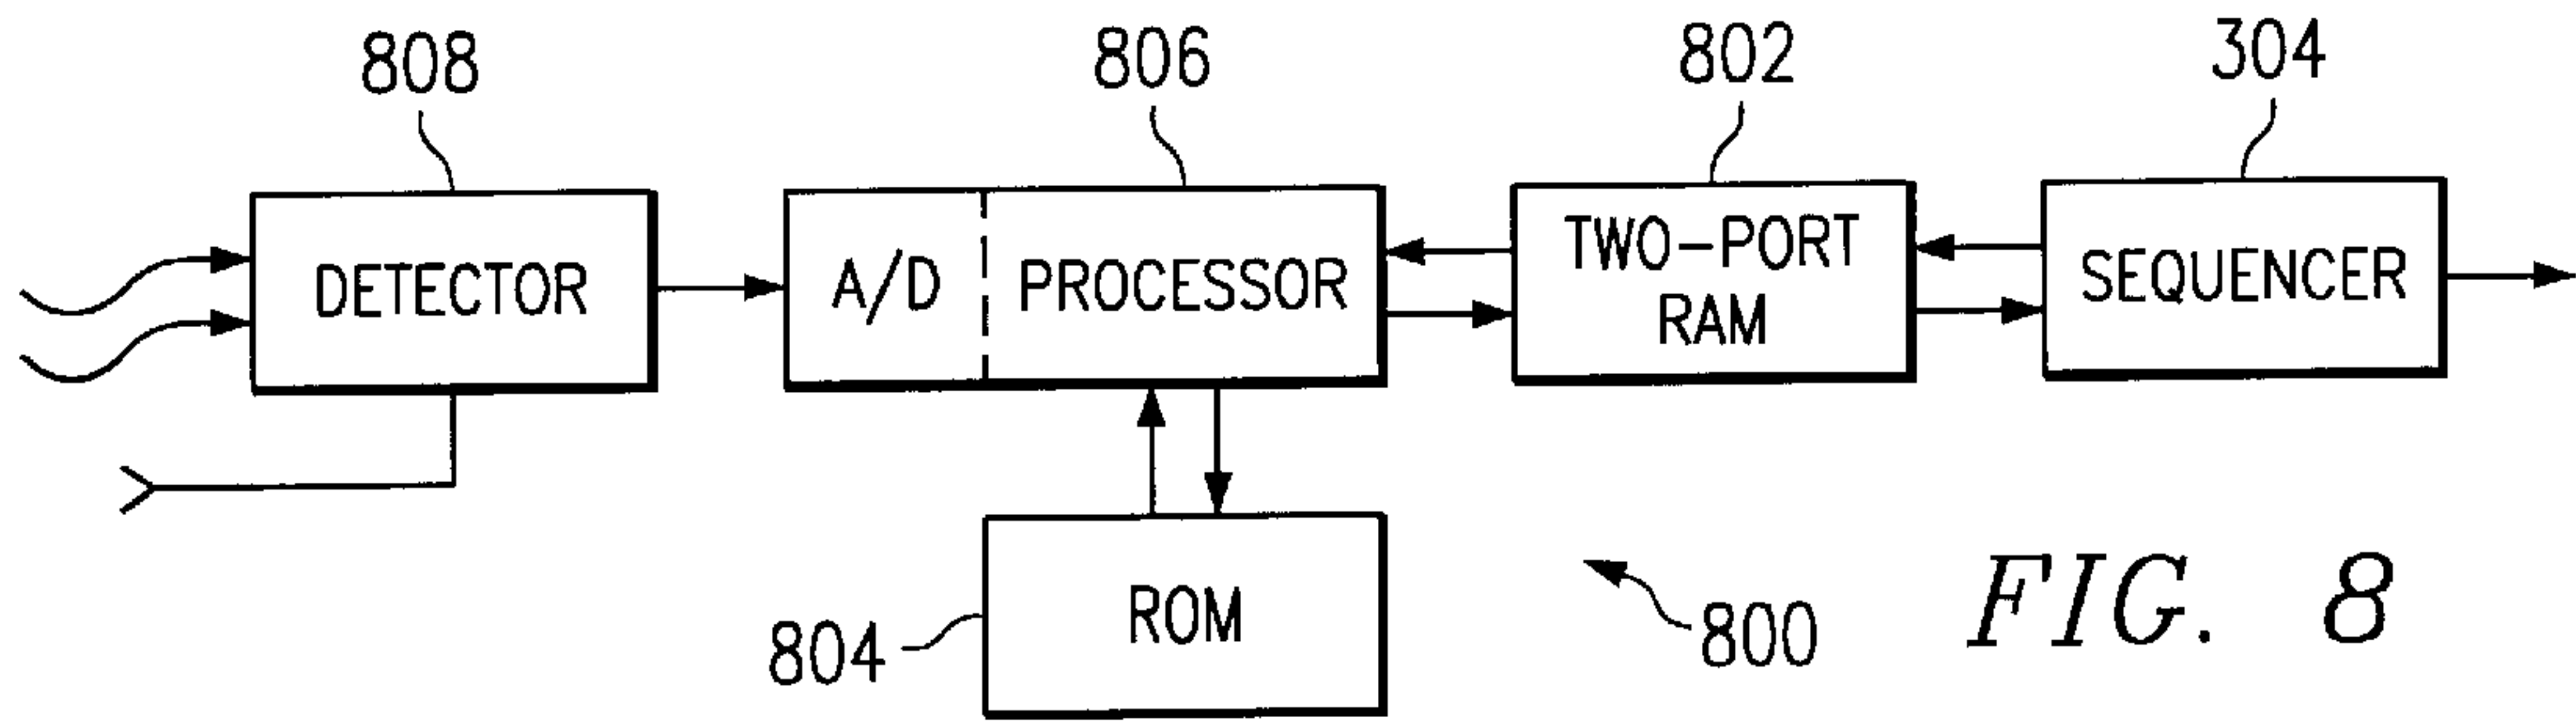 808
806
802
304
DETECTOR
A/D
PROCESSOR
TWO-PORT
RAM
SEQUENCER
ROM
804
800
FIG. 8